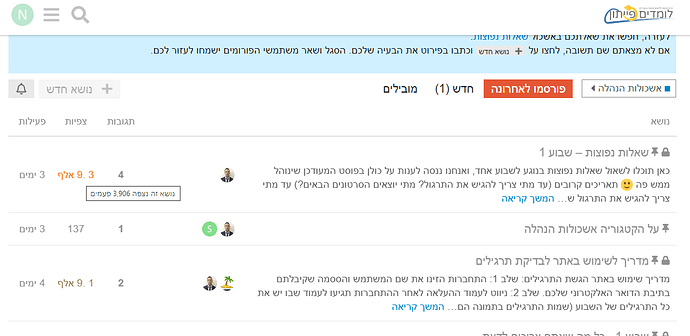 N
לומדים פייתון
לעזרה, חפשו את שאלתכם באשכול שאלות נפוצות.
אם לא מצאתם שם תשובה, לחצו על + נושא חדש וכתבו בפירוט את הבעיה שלכם. הסגל ושאר משתמשי הפורומים ישמחו לעזור לכם.
אשכולות הנהלה
פורסמו לאחרונה
חדש (1)
מובילים
+ נושא חדש
נושא תגובות צפיות פעילות
שאלות נפוצות – שבוע 1
כאן תוכלו לשאול שאלות נפוצות בנוגע לשבוע אחד, ואנחנו ננסה לענות על כולן בפוסט המעודכן שינוהל
ממש פה 🙂 תאריכים קרובים (עד מתי צריך להגיש את התרגול? מתי יוצאים הסרטונים הבאים?) עד מתי
צריך להגיש את התרגול ש… המשך קריאה
4
3 .9 אלף
3 ימים
נושא זה נצפה 3,906 פעמים
על הקטגוריה אשכולות הנהלה
S
1
137
3 ימים
מדריך לשימוש באתר לבדיקת תרגילים
מדריך שימוש באתר הגשת התרגילים: שלב 1: התחברות הזינו את שם המשתמש והססמה שקיבלתם
בתיבת הדואר האלקטרוני שלכם. שלב 2: ניווט לעמוד ההעלאה לאחר ההתחברות תגיעו לעמוד שבו יש את
כל התרגילים של השבוע (שמות התרגילים בתמונה הם… המשך קריאה
2
1 .9 אלף
4 ימים